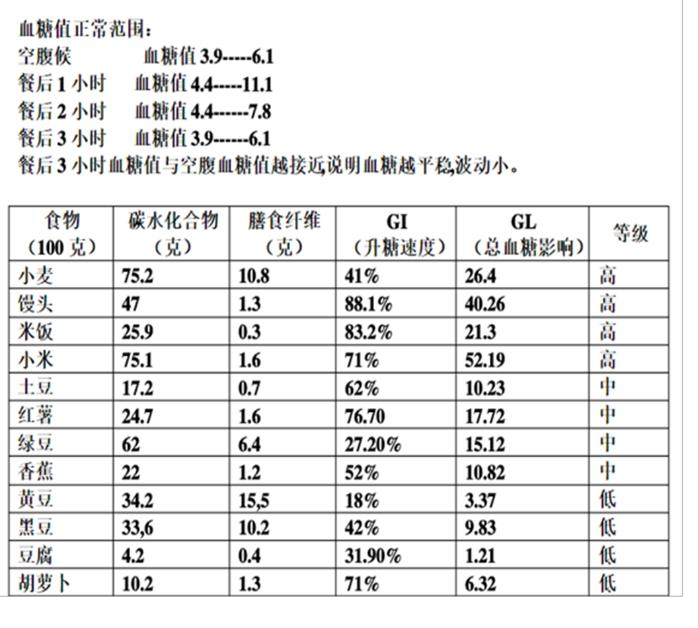 血糖值正常范围：
空腹候 血糖值 3.9-----6.1
餐后 1 小时 血糖值 4.4-----11.1
餐后 2 小时 血糖值 4.4------7.8
餐后 3 小时 血糖值 3.9------6.1
餐后 3 小时血糖值与空腹血糖值越接近,说明血糖越平稳,波动小。
食物（100 克） 碳水化合物（克） 膳食纤维（克） GI（升糖速度） GL（总血糖影响） 等级
小麦 75.2 10.8 41% 26.4 高
馒头 47 1.3 88.1% 40.26 高
米饭 25.9 0.3 83.2% 21.3 高
小米 75.1 1.6 71% 52.19 高
土豆 17.2 0.7 62% 10.23 中
红薯 24.7 1.6 76.70 17.72 中
绿豆 62 6.4 27.20% 15.12 中
香蕉 22 1.2 52% 10.82 中
黄豆 34.2 15,5 18% 3.37 低
黑豆 33,6 10.2 42% 9.83 低
豆腐 4.2 0.4 31.90% 1.21 低
胡萝卜 10.2 1.3 71% 6.32 低